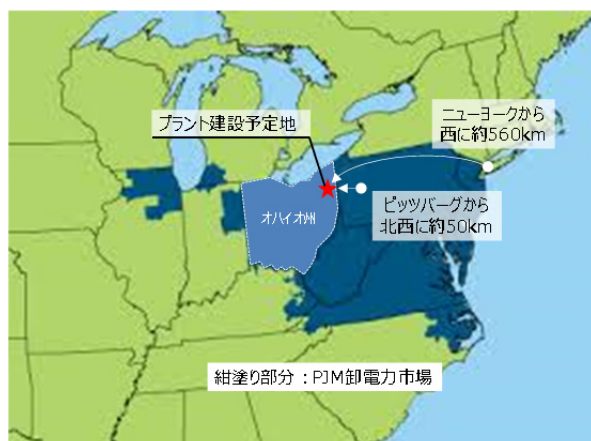 プラント建設予定地
ニューヨークから
西に約560km
オハイオ州
ピッツバーグから
北西に約50km
紺塗り部分：PJM卸電力市場